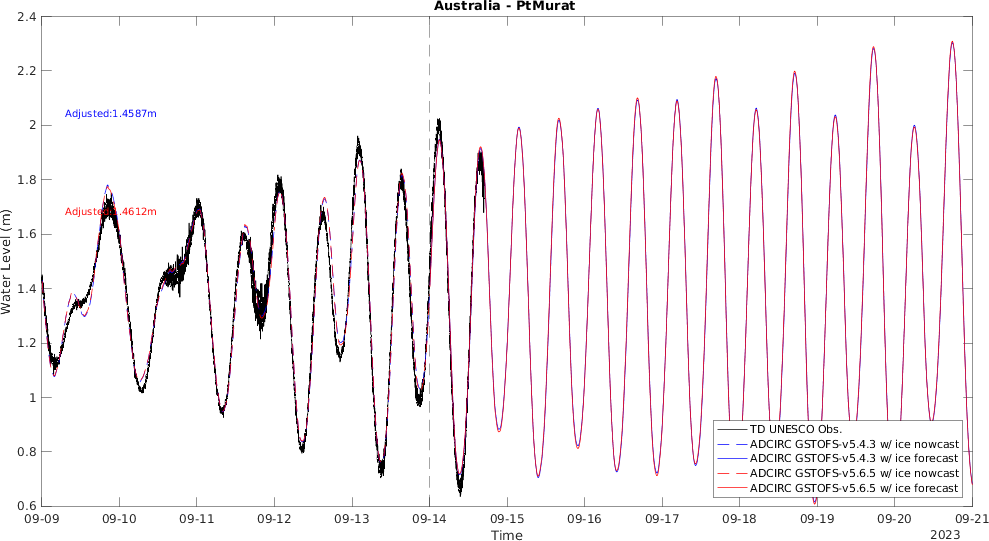 Australia - PtMurat
2.4
2.2
2
1.8
1.6
1.4
1.2
1
0.8
0.6
Water Level (m)
Adjusted:1.4587m
Adjusted:1.4612m
TD UNESCO Obs.
ADCIRC GSTOFS-v5.4.3 w/ ice nowcast
ADCIRC GSTOFS-v5.4.3 w/ ice forecast
ADCIRC GSTOFS-v5.6.5 w/ ice nowcast
ADCIRC GSTOFS-v5.6.5 w/ ice forecast
09-09 09-10 09-11 09-12 09-13 09-14 09-15 09-16 09-17 09-18 09-19 09-20 09-21
Time
2023